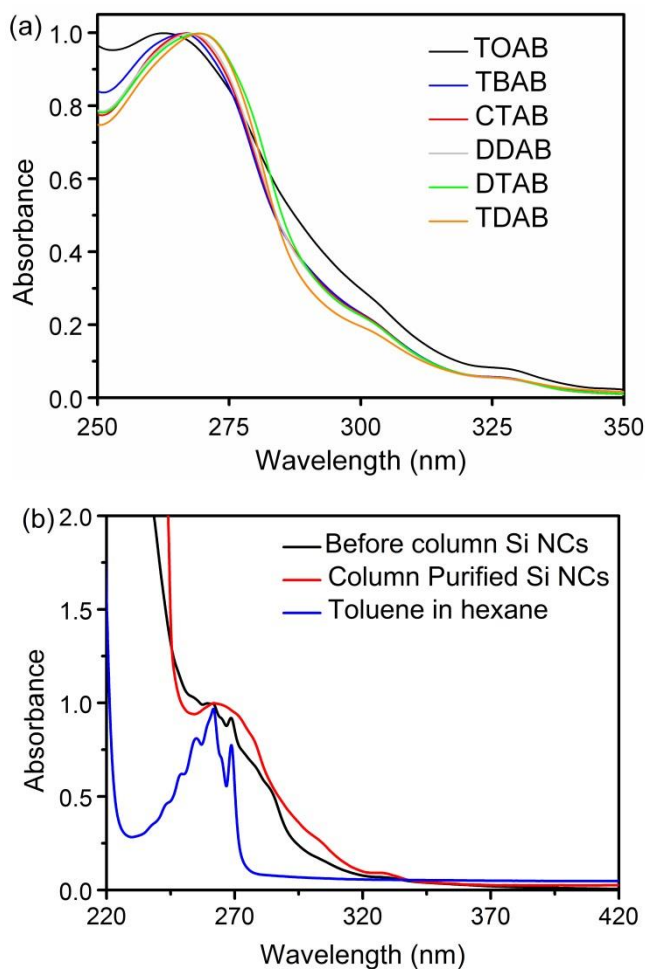 (a)
1.0
0.8
0.6
0.4
0.2
0.0
Absorbance
TOAB
TBAB
CTAB
DDAB
DTAB
TDAB
250 275 300 325 350
Wavelength (nm)
(b)
2.0
1.5
1.0
0.5
0.0
Absorbance
Before column Si NCs
Column Purified Si NCs
Toluene in hexane
220 270 320 370 420
Wavelength (nm)